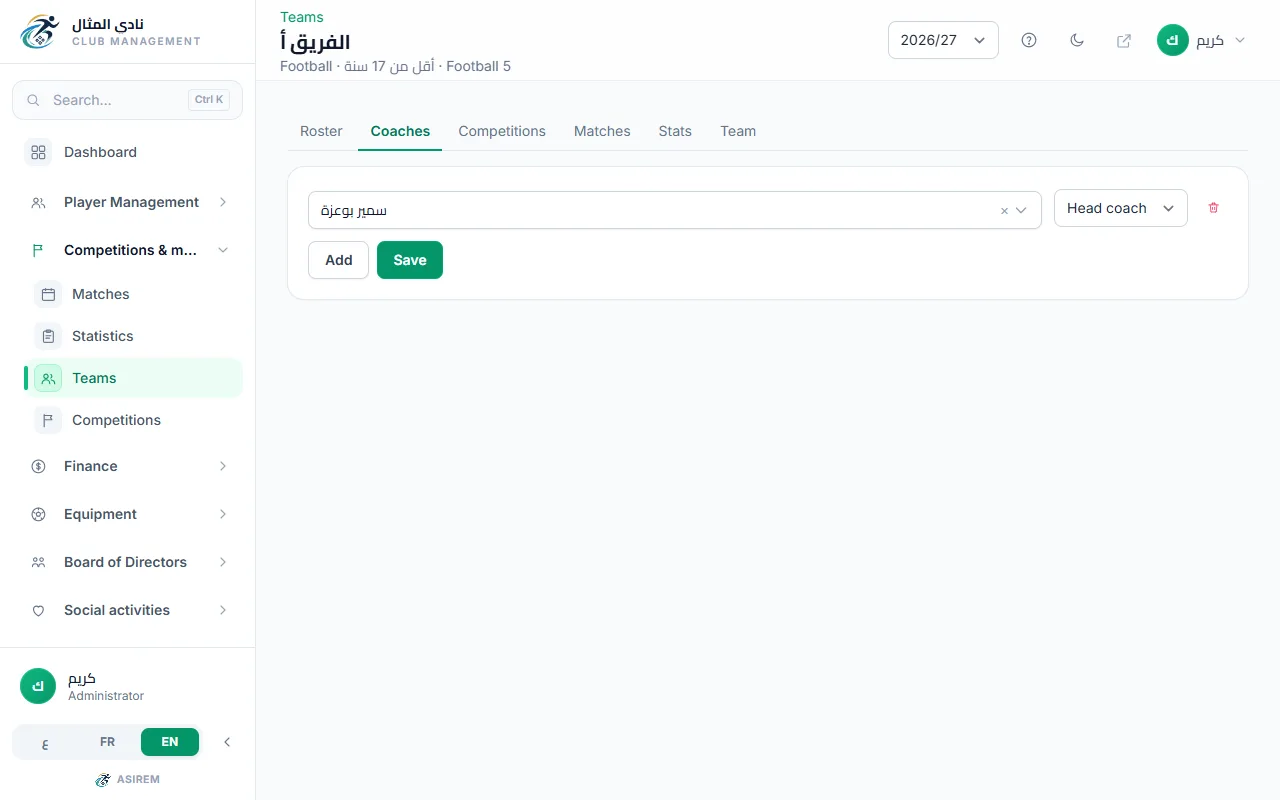 نادي المثال
CLUB MANAGEMENT
Search...
Ctrl K
Dashboard
Player Management
Competitions & m...
Matches
Statistics
Teams
Competitions
Finance
Equipment
Board of Directors
Social activities
كريم
Administrator
ع
FR
EN
ASIREM
Teams
الفريق أ
Football · أقل من 17 سنة · Football 5
2026/27
ك
كريم
Roster
Coaches
Competitions
Matches
Stats
Team
سمير بوعزة
Head coach
Add
Save
ك